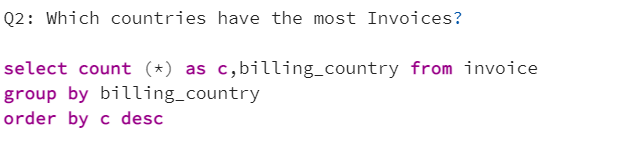 Q2: Which countries have the most Invoices?
select count (*) as c,billing_country from invoice
group by billing_country
order by c desc